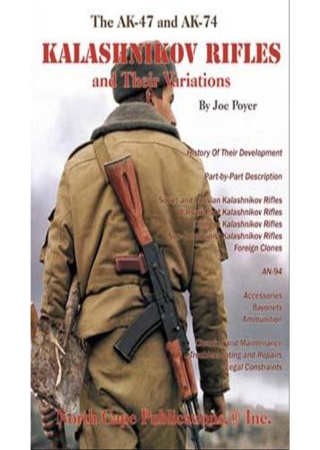 The AK-47 and AK-74
KALASHNIKOV RIFLES
and Their Variations
By Joe Poyer
History Of Their Development
Part-by-Part Description
Soviet and Russian Kalashnikov Rifles
Warsaw Pact Kalashnikov Rifles
Kalashnikov Rifles
Kalashnikov Rifles
Foreign Clones
AN-94
Accessories
Bayonets
Ammunition
Cleaning and Maintenance
Troubleshooting and Repairs
Legal Constraints
North Cape Publications,® Inc.